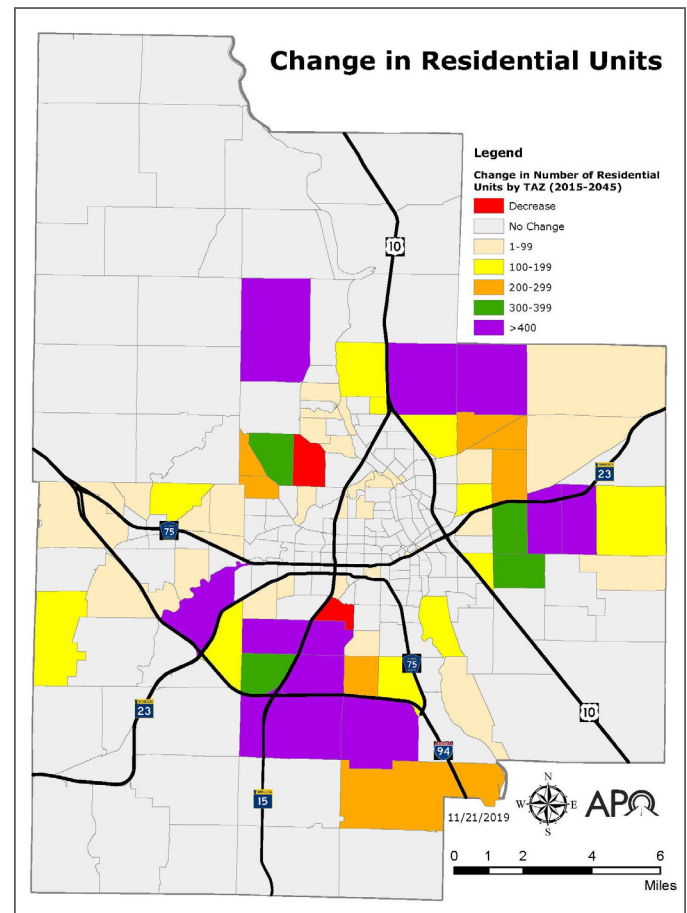 Change in Residential Units
Legend
Change in Number of Residential
Units by TAZ (2015-2045)
Decrease
No Change
1-99
100-199
200-299
300-399
>400
10
23
75
75
23
10
94
15
11/21/2019
N
W E
S
APO
0 1 2 4 6
Miles